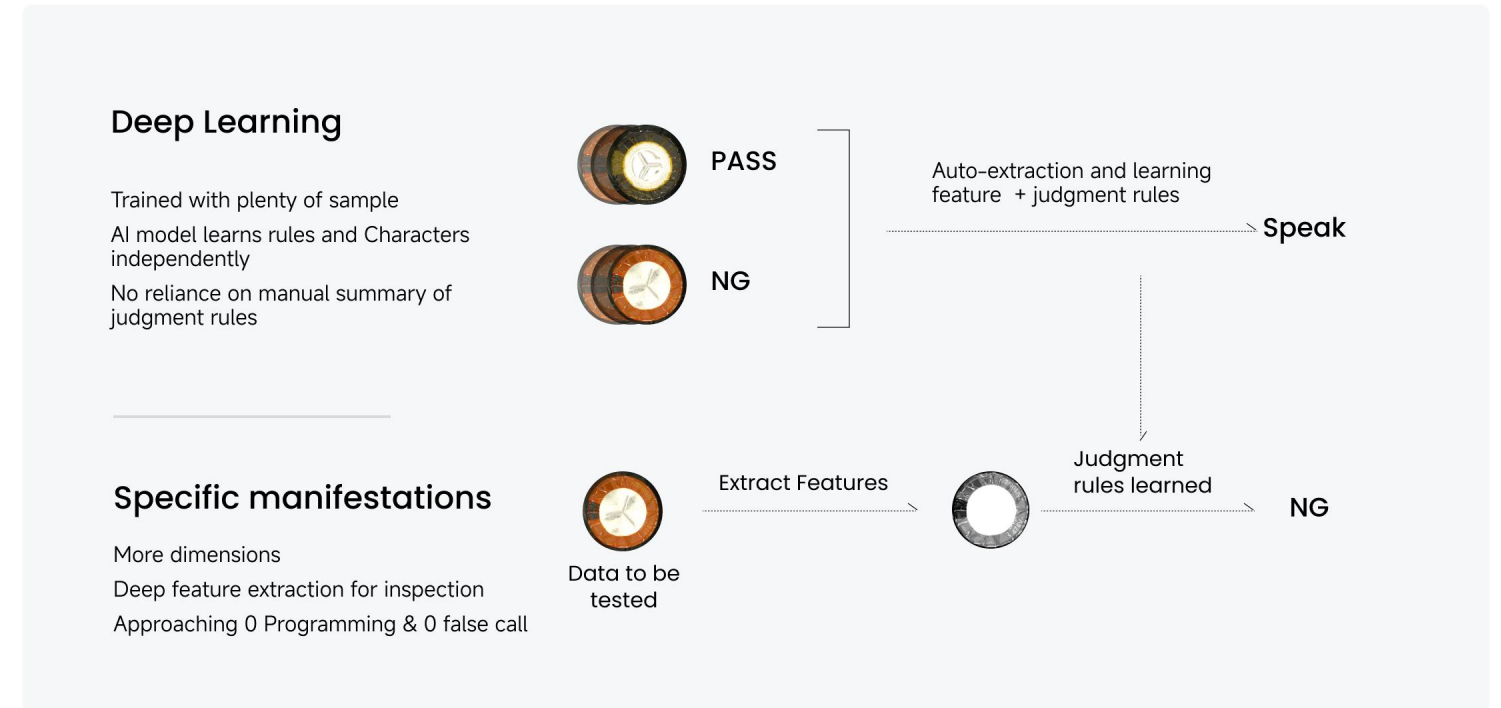 Deep Learning
Trained with plenty of sample
AI model learns rules and Characters
independently
No reliance on manual summary of
judgment rules
PASS
NG
Auto-extraction and learning
feature + judgment rules
Speak
Specific manifestations
More dimensions
Deep feature extraction for inspection
Approaching 0 Programming & 0 false call
Data to be
tested
Extract Features
Judgment
rules learned
NG